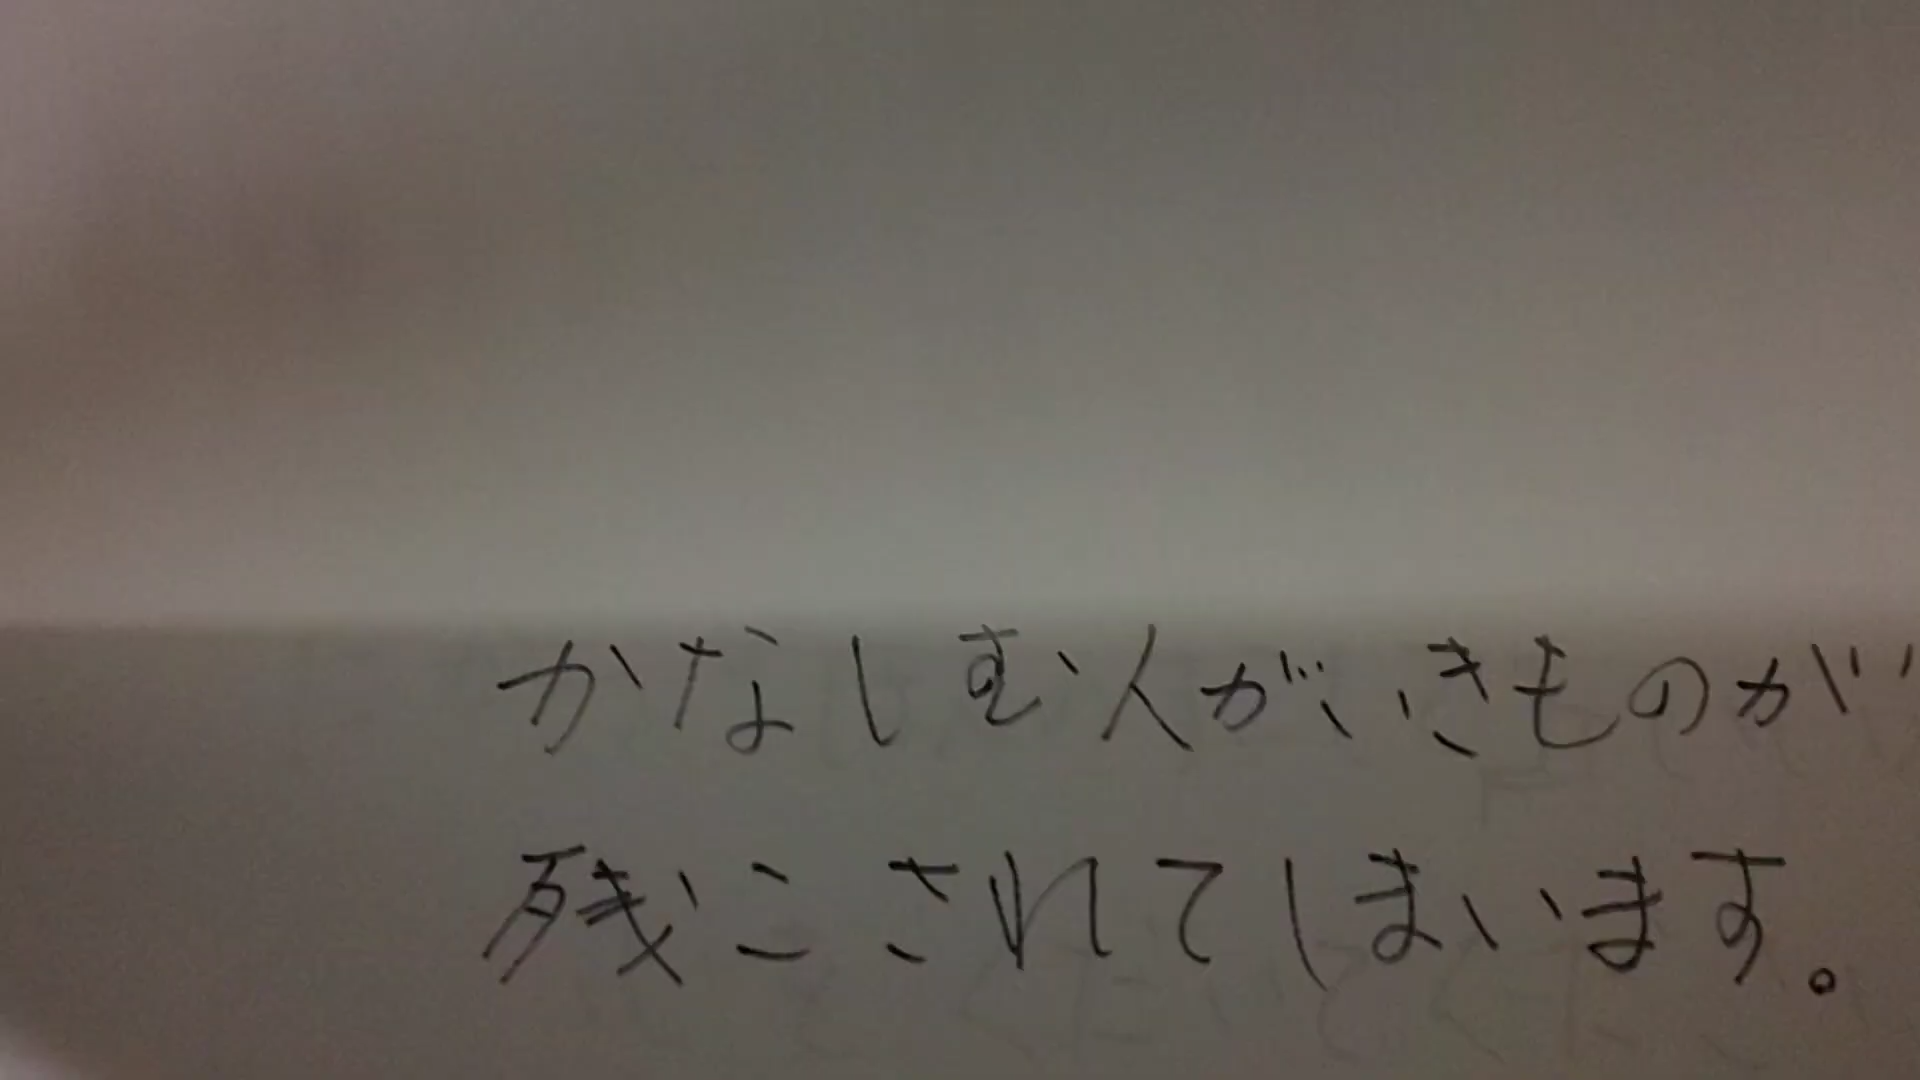 かなしむ人がいきものが
残こされてしまいます。